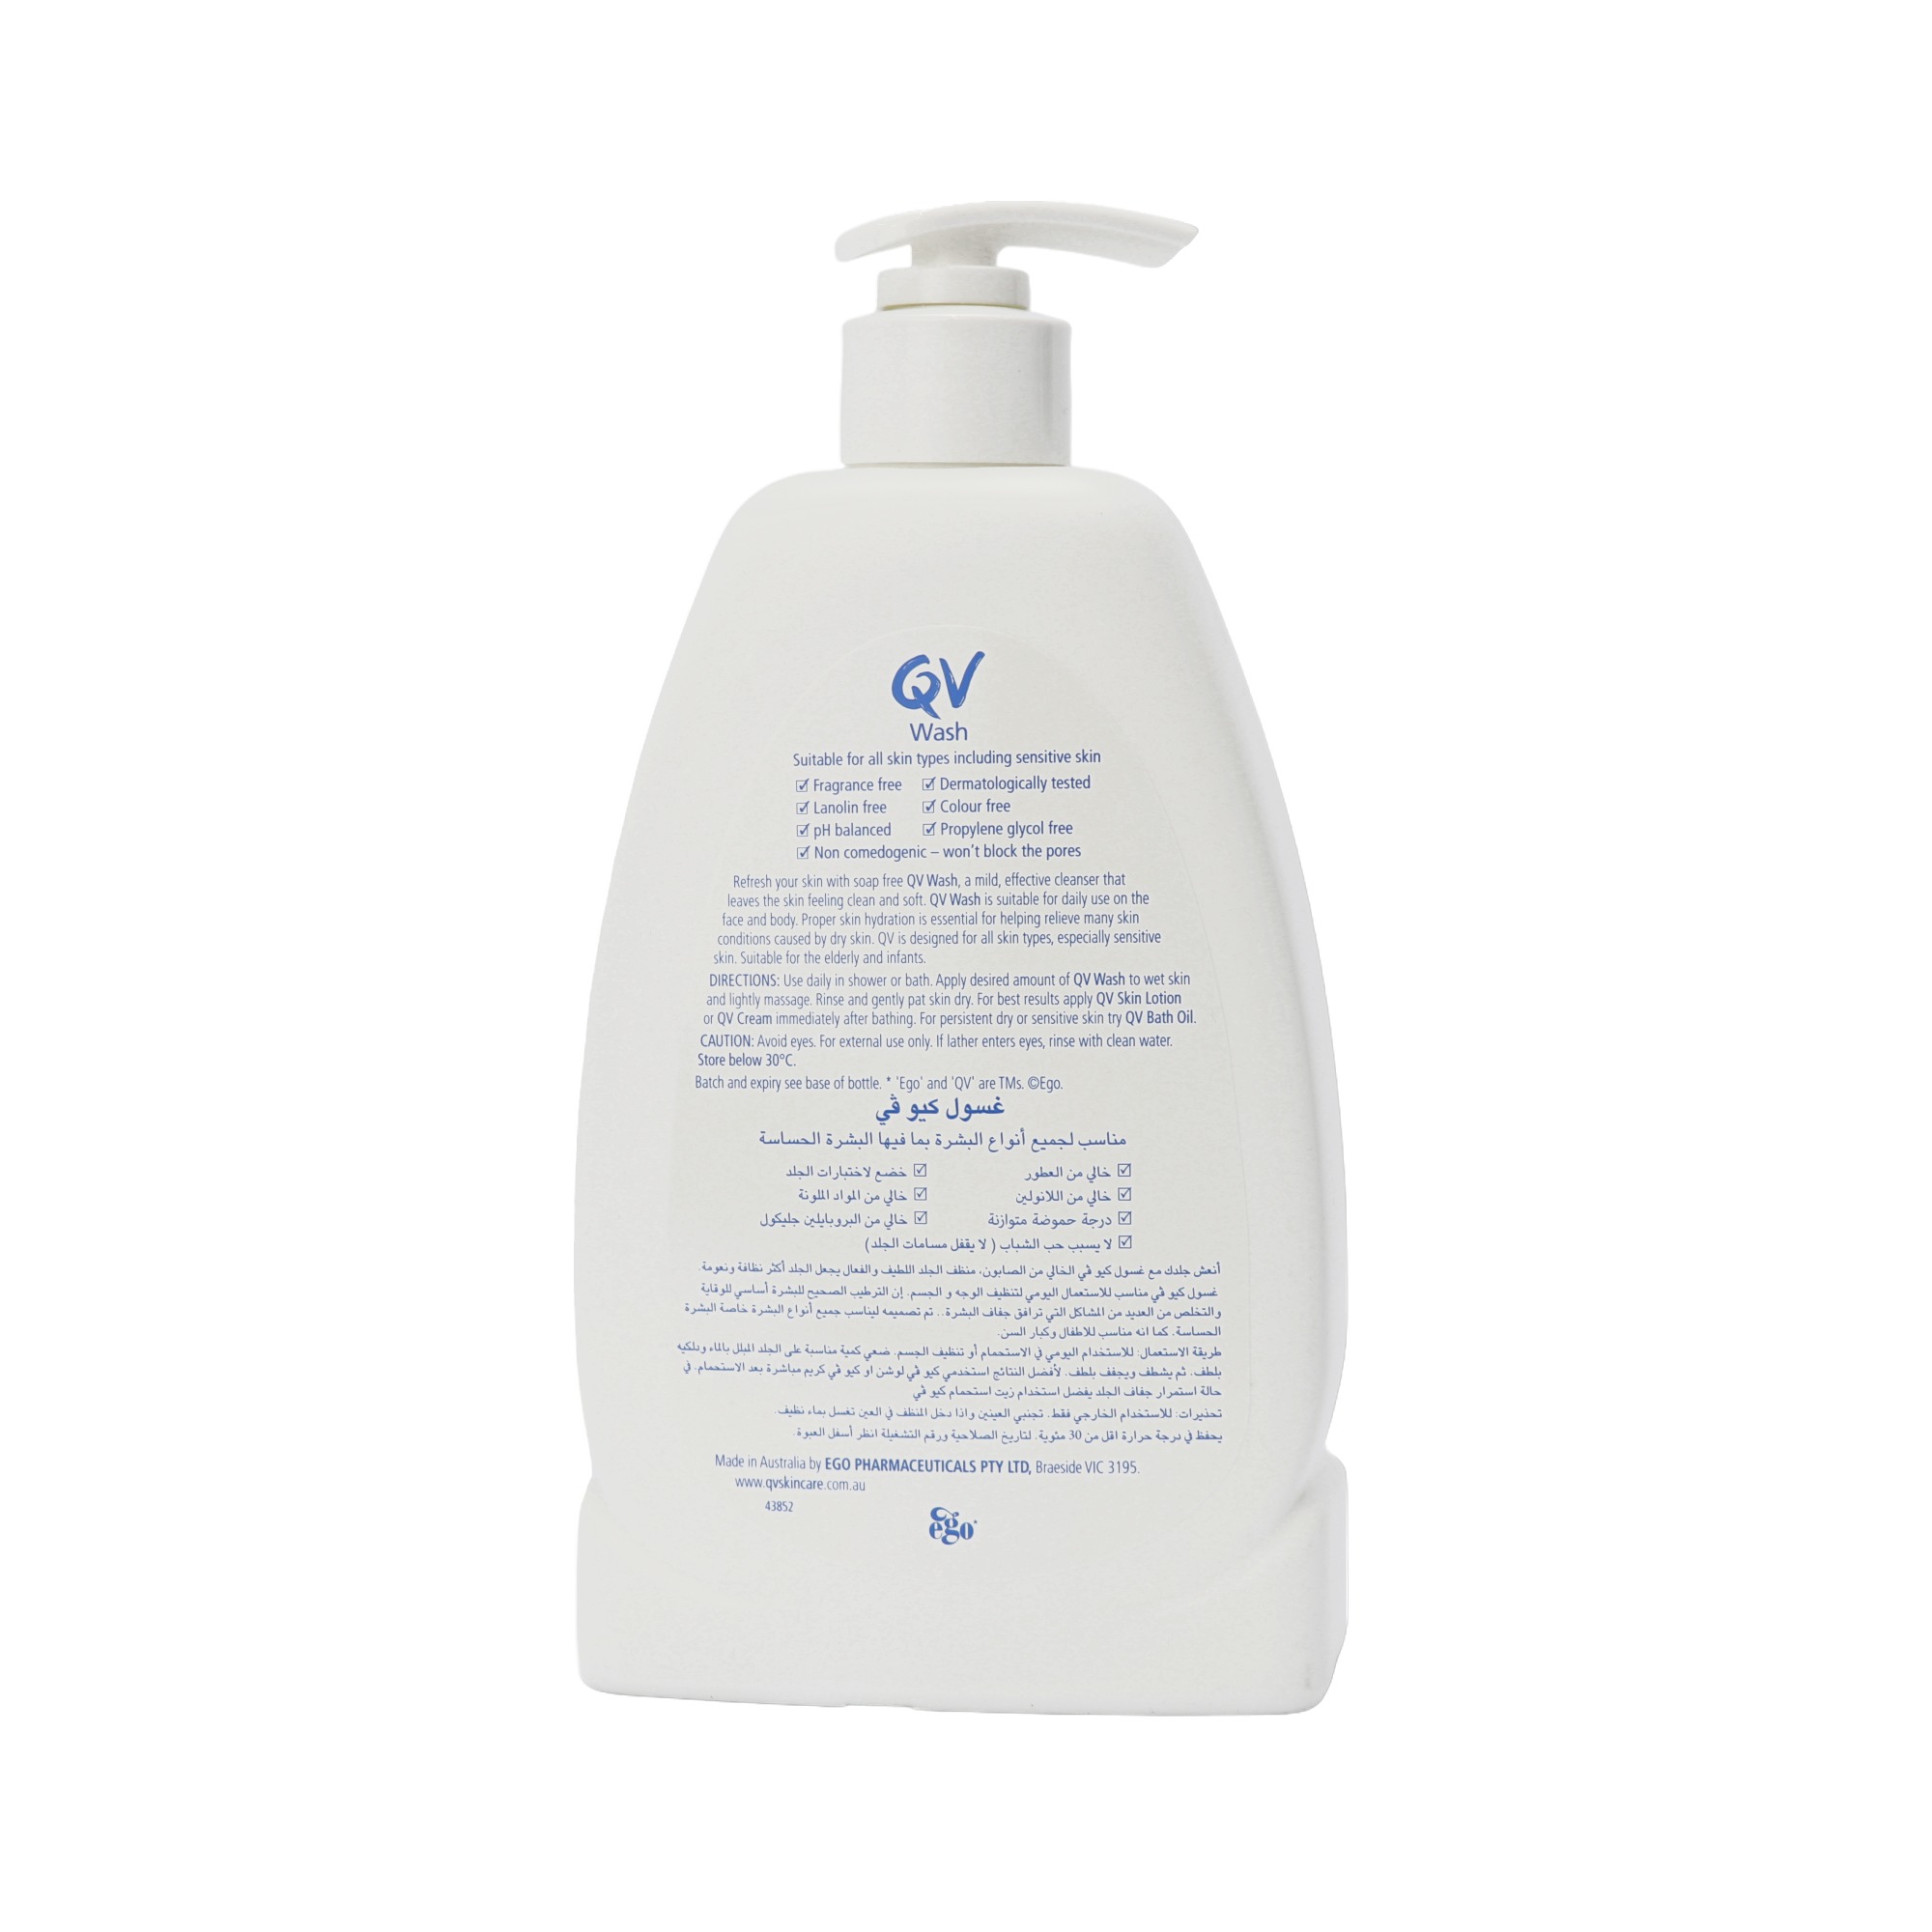 QV
Wash
Suitable for all skin types including sensitive skin
☑ Fragrance free ☑ Dermatologically tested
☑ Lanolin free ☑ Colour free
☑ pH balanced ☑ Propylene glycol free
☑ Non comedogenic – won't block the pores
Refresh your skin with soap free QV Wash, a mild, effective cleanser that
leaves the skin feeling clean and soft. QV Wash is suitable for daily use on the
face and body. Proper skin hydration is essential for helping relieve many skin
conditions caused by dry skin. QV is designed for all skin types, especially sensitive
skin. Suitable for the elderly and infants.
DIRECTIONS: Use daily in shower or bath. Apply desired amount of QV Wash to wet skin
and lightly massage. Rinse and gently pat skin dry. For best results apply QV Skin Lotion
or QV Cream immediately after bathing. For persistent dry or sensitive skin try QV Bath Oil.
CAUTION: Avoid eyes. For external use only. If lather enters eyes, rinse with clean water.
Store below 30°C.
Batch and expiry see base of bottle. * 'Ego' and 'QV' are TMs. ©Ego.
غسول كيو ڤي
مناسب لجميع أنواع البشرة بما فيها البشرة الحساسة
☑ خالي من العطور ☑ خضع لاختبارات الجلد
☑ خالي من اللانولين ☑ خالي من المواد الملونة
☑ درجة حموضة متوازنة ☑ خالي من البروبايلين جليكول
☑ لا يسبب حب الشباب ( لا يقفل مسامات الجلد )
أنعش جلدك مع غسول كيو ڤي الخالي من الصابون، منظف الجلد اللطيف والفعال يجعل الجلد أكثر نظافة ونعومة.
غسول كيو ڤي مناسب للاستعمال اليومي لتنظيف الوجه و الجسم. إن الترطيب الصحيح للبشرة أساسي للوقاية
والتخلص من العديد من المشاكل التي ترافق جفاف البشرة.. تم تصميمه ليناسب جميع أنواع البشرة خاصة البشرة
الحساسة. كما انه مناسب للاطفال وكبار السن.
طريقة الاستعمال: للاستخدام اليومي في الاستحمام أو تنظيف الجسم. ضعي كمية مناسبة على الجلد المبلل بالماء ودلكيه
بلطف. ثم يشطف ويجفف بلطف. لأفضل النتائج استخدمي كيو ڤي لوشن او كيو ڤي كريم مباشرة بعد الاستحمام. في
حالة استمرار جفاف الجلد يفضل استخدام زيت استحمام كيو ڤي
تحذيرات: للاستخدام الخارجي فقط. تجنبي العينين واذا دخل المنظف في العين تغسل بماء نظيف.
يحفظ في درجة حرارة اقل من 30 مئوية. لتاريخ الصلاحية ورقم التشغيلة انظر أسفل العبوة.
Made in Australia by EGO PHARMACEUTICALS PTY LTD, Braeside VIC 3195.
www.qvskincare.com.au
43852
ego*